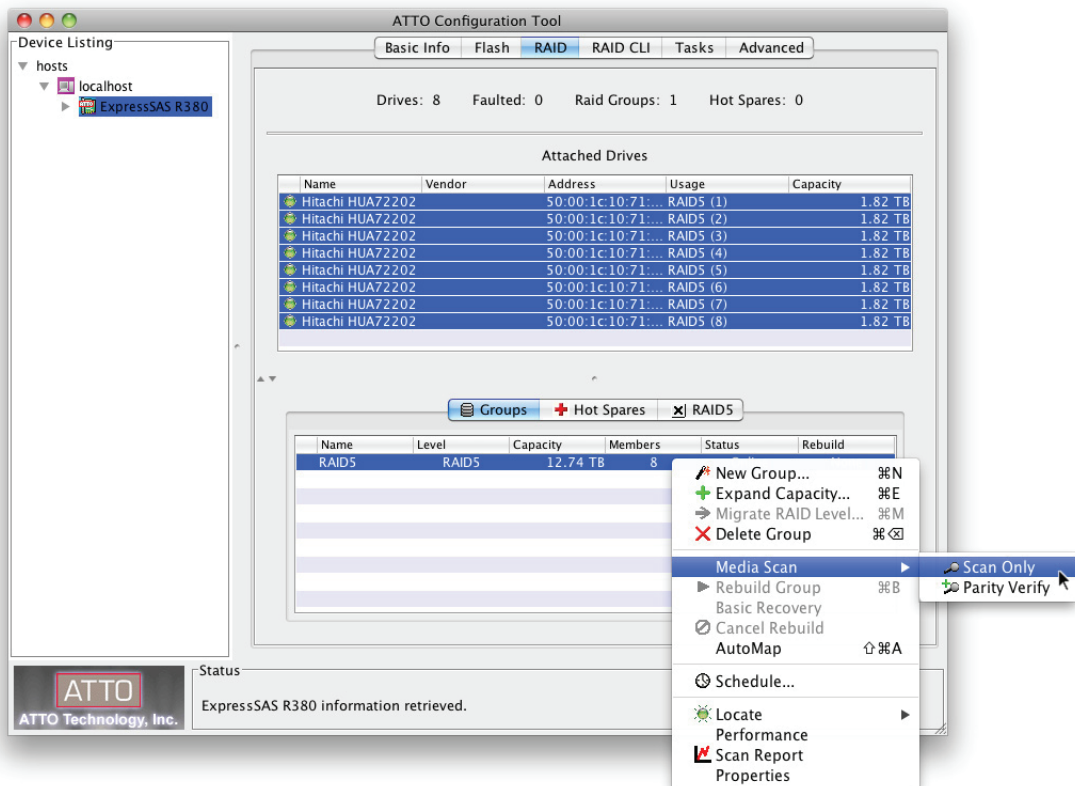 ATTO Configuration Tool
Device Listing
hosts
localhost
ExpressSAS R380
Basic Info Flash RAID RAID CLI Tasks Advanced
Drives: 8 Faulted: 0 Raid Groups: 1 Hot Spares: 0
Attached Drives
Name Vendor Address Usage Capacity
Hitachi HUA72202 50:00:1c:10:71:... RAID5 (1) 1.82 TB
Hitachi HUA72202 50:00:1c:10:71:... RAID5 (2) 1.82 TB
Hitachi HUA72202 50:00:1c:10:71:... RAID5 (3) 1.82 TB
Hitachi HUA72202 50:00:1c:10:71:... RAID5 (4) 1.82 TB
Hitachi HUA72202 50:00:1c:10:71:... RAID5 (5) 1.82 TB
Hitachi HUA72202 50:00:1c:10:71:... RAID5 (6) 1.82 TB
Hitachi HUA72202 50:00:1c:10:71:... RAID5 (7) 1.82 TB
Hitachi HUA72202 50:00:1c:10:71:... RAID5 (8) 1.82 TB
Groups Hot Spares RAID5
Name Level Capacity Members Status Rebuild
RAID5 RAID5 12.74 TB 8
New Group... ⌘N
Expand Capacity... ⌘E
Migrate RAID Level... ⌘M
Delete Group ⌘⌫
Media Scan
Scan Only
Parity Verify
Rebuild Group ⌘B
Basic Recovery
Cancel Rebuild
AutoMap ⇧⌘A
Schedule...
Locate
Performance
Scan Report
Properties
ATTO
ATTO Technology, Inc.
Status
ExpressSAS R380 information retrieved.